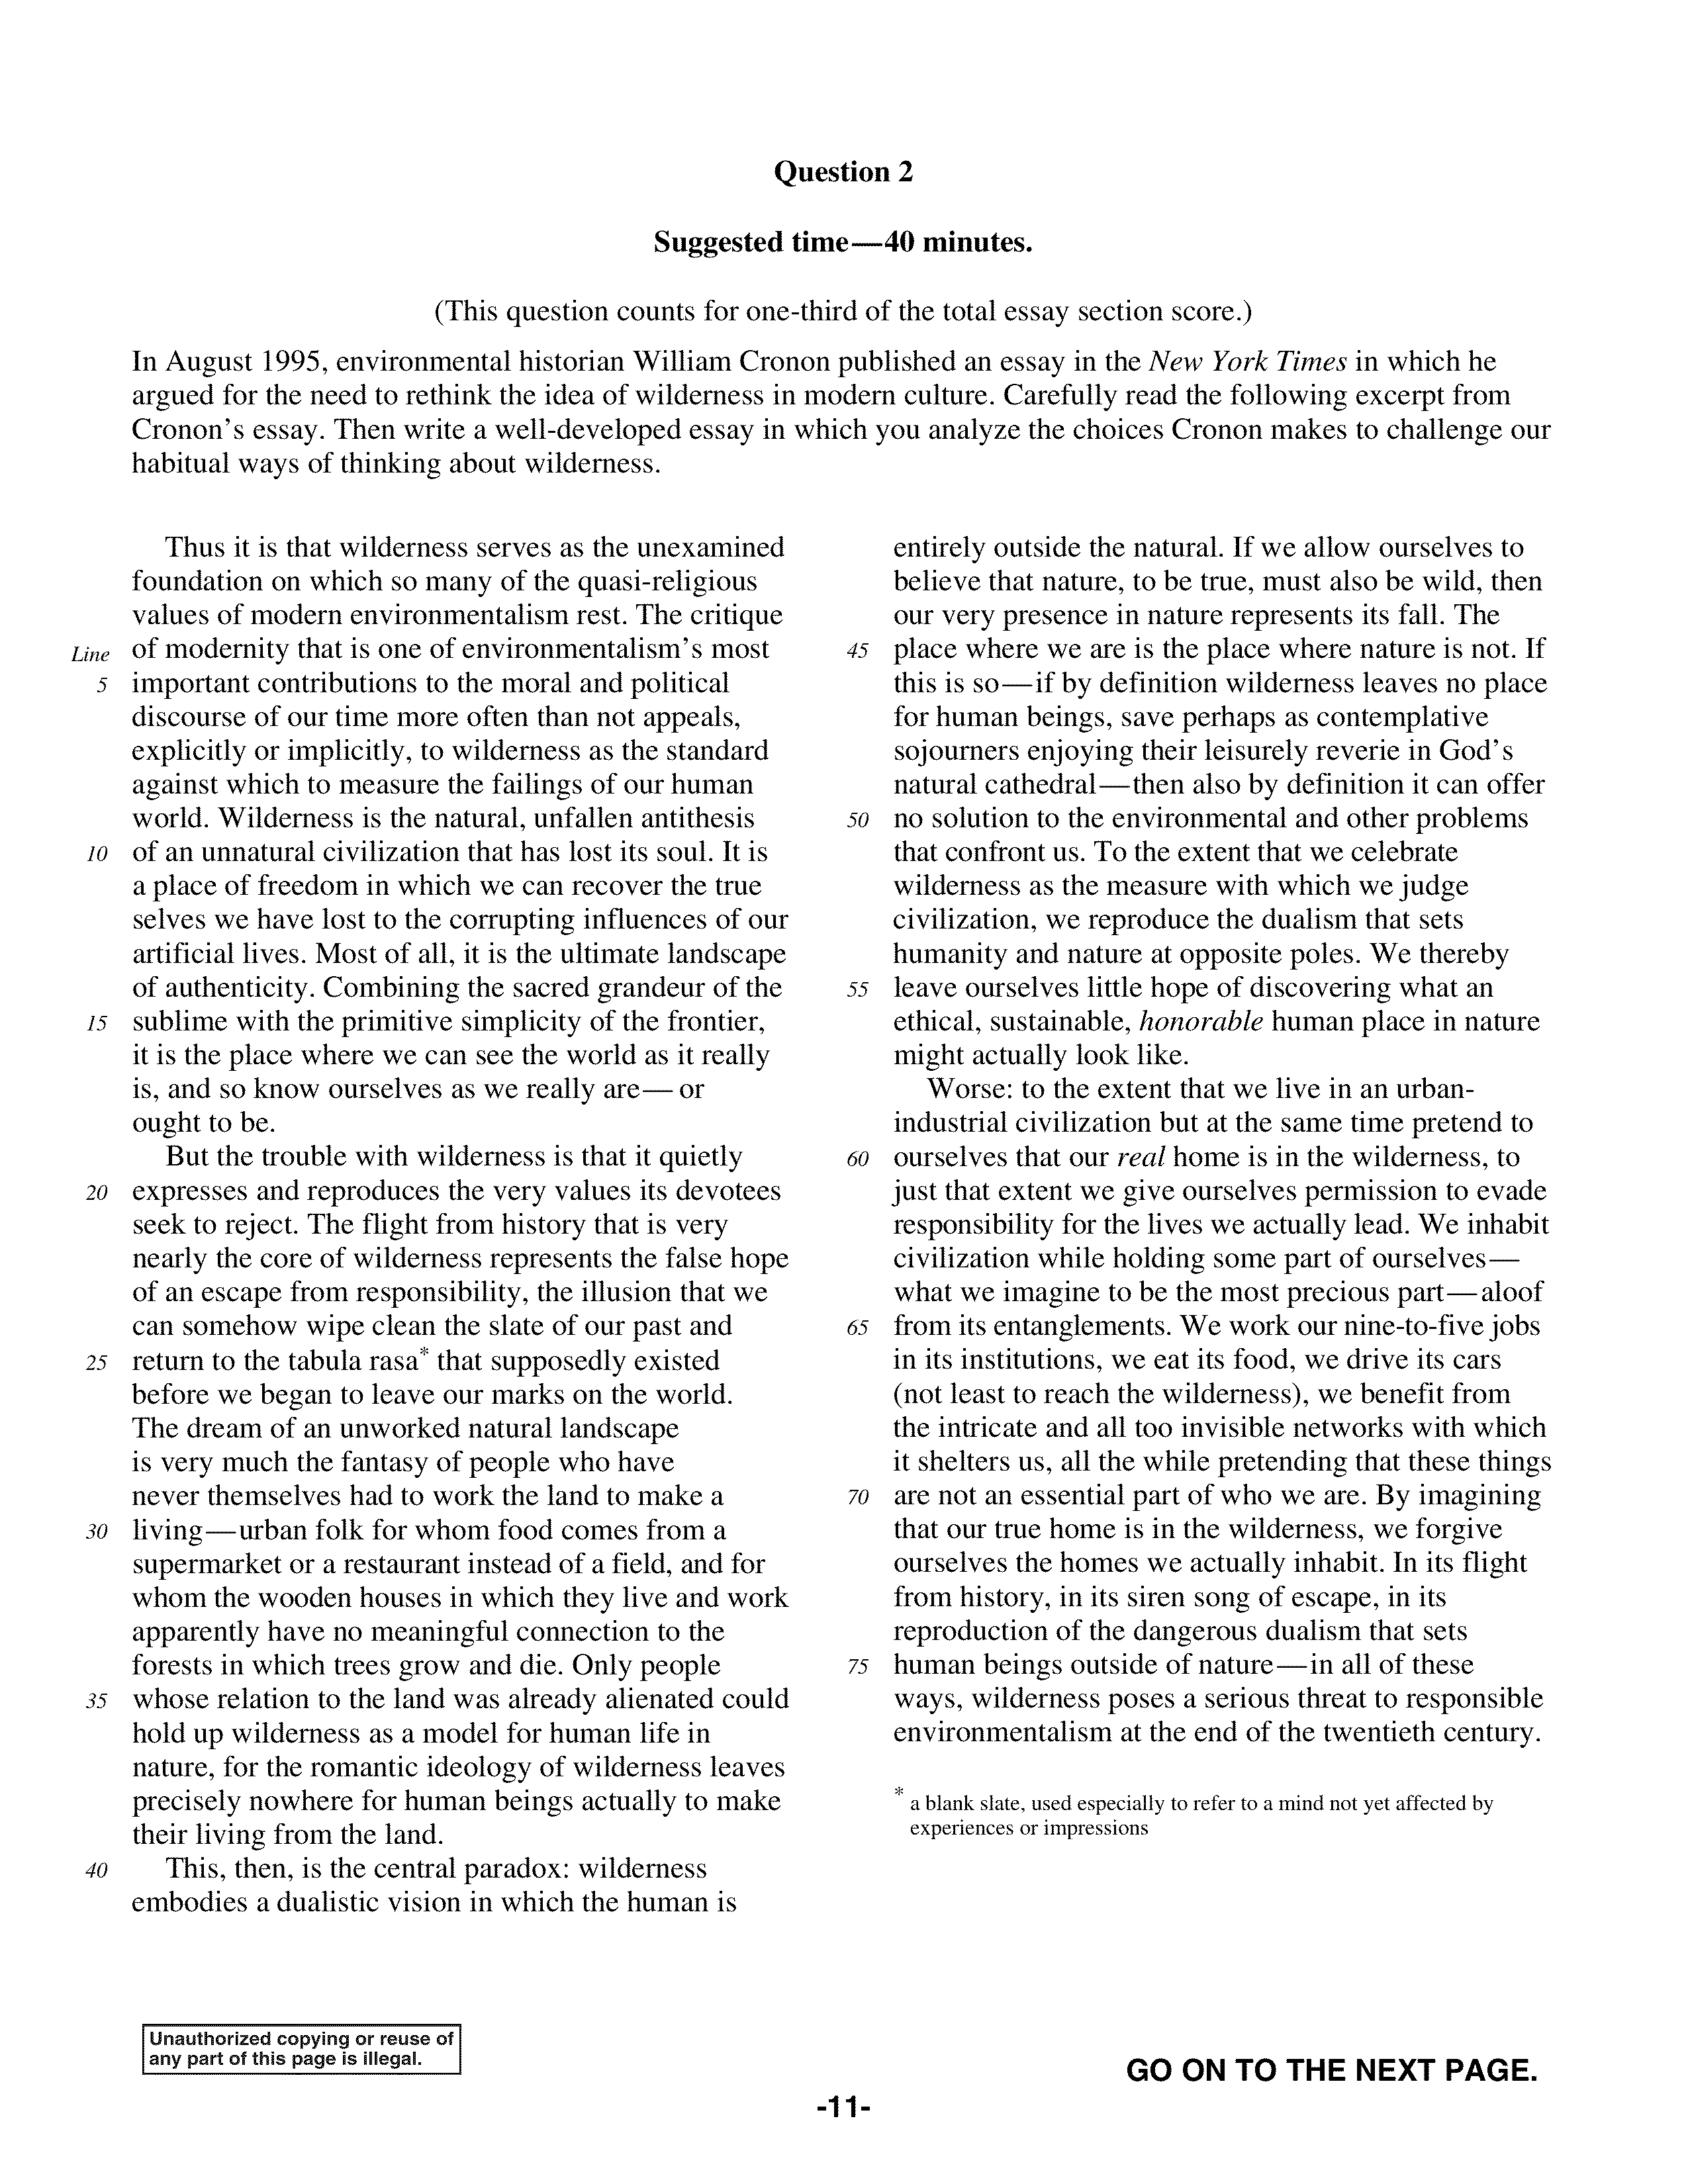 Question 2
Suggested time—40 minutes.
(This question counts for one-third of the total essay section score.)
In August 1995, environmental historian William Cronon published an essay in the New York Times in which he
argued for the need to rethink the idea of wilderness in modern culture. Carefully read the following excerpt from
Cronon’s essay. Then write a well-developed essay in which you analyze the choices Cronon makes to challenge our
habitual ways of thinking about wilderness.
Thus it is that wilderness serves as the unexamined
foundation on which so many of the quasi-religious
values of modern environmentalism rest. The critique
Line of modernity that is one of environmentalism’s most
5 important contributions to the moral and political
discourse of our time more often than not appeals,
explicitly or implicitly, to wilderness as the standard
against which to measure the failings of our human
world. Wilderness is the natural, unfallen antithesis
10 of an unnatural civilization that has lost its soul. It is
a place of freedom in which we can recover the true
selves we have lost to the corrupting influences of our
artificial lives. Most of all, it is the ultimate landscape
of authenticity. Combining the sacred grandeur of the
15 sublime with the primitive simplicity of the frontier,
it is the place where we can see the world as it really
is, and so know ourselves as we really are—or
ought to be.
But the trouble with wilderness is that it quietly
20 expresses and reproduces the very values its devotees
seek to reject. The flight from history that is very
nearly the core of wilderness represents the false hope
of an escape from responsibility, the illusion that we
can somehow wipe clean the slate of our past and
25 return to the tabula rasa* that supposedly existed
before we began to leave our marks on the world.
The dream of an unworked natural landscape
is very much the fantasy of people who have
never themselves had to work the land to make a
30 living—urban folk for whom food comes from a
supermarket or a restaurant instead of a field, and for
whom the wooden houses in which they live and work
apparently have no meaningful connection to the
forests in which trees grow and die. Only people
35 whose relation to the land was already alienated could
hold up wilderness as a model for human life in
nature, for the romantic ideology of wilderness leaves
precisely nowhere for human beings actually to make
their living from the land.
40 This, then, is the central paradox: wilderness
embodies a dualistic vision in which the human is
entirely outside the natural. If we allow ourselves to
believe that nature, to be true, must also be wild, then
our very presence in nature represents its fall. The
45 place where we are is the place where nature is not. If
this is so—if by definition wilderness leaves no place
for human beings, save perhaps as contemplative
sojourners enjoying their leisurely reverie in God’s
natural cathedral—then also by definition it can offer
50 no solution to the environmental and other problems
that confront us. To the extent that we celebrate
wilderness as the measure with which we judge
civilization, we reproduce the dualism that sets
humanity and nature at opposite poles. We thereby
55 leave ourselves little hope of discovering what an
ethical, sustainable, honorable human place in nature
might actually look like.
Worse: to the extent that we live in an urban-
industrial civilization but at the same time pretend to
60 ourselves that our real home is in the wilderness, to
just that extent we give ourselves permission to evade
responsibility for the lives we actually lead. We inhabit
civilization while holding some part of ourselves—
what we imagine to be the most precious part—aloof
65 from its entanglements. We work our nine-to-five jobs
in its institutions, we eat its food, we drive its cars
(not least to reach the wilderness), we benefit from
the intricate and all too invisible networks with which
it shelters us, all the while pretending that these things
70 are not an essential part of who we are. By imagining
that our true home is in the wilderness, we forgive
ourselves the homes we actually inhabit. In its flight
from history, in its siren song of escape, in its
reproduction of the dangerous dualism that sets
75 human beings outside of nature—in all of these
ways, wilderness poses a serious threat to responsible
environmentalism at the end of the twentieth century.
* a blank slate, used especially to refer to a mind not yet affected by
experiences or impressions
Unauthorized copying or reuse of
any part of this page is illegal.
GO ON TO THE NEXT PAGE.
-11-